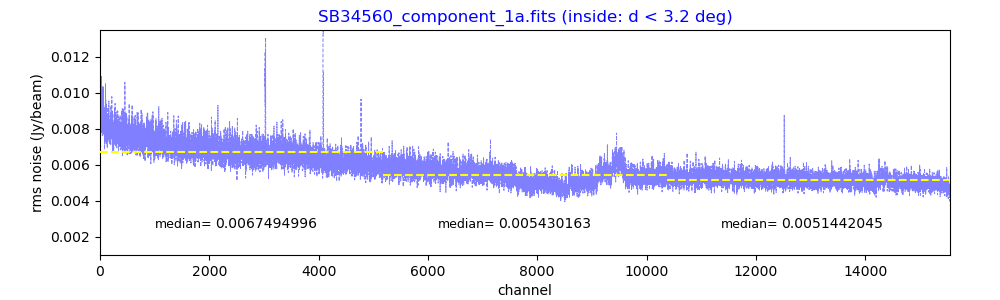 SB34560_component_1a.fits (inside: d < 3.2 deg)
rms noise (Jy/beam)
0.012
0.010
0.008
0.006
0.004
0.002
median= 0.0067494996
median= 0.005430163
median= 0.0051442045
0 2000 4000 6000 8000 10000 12000 14000
channel